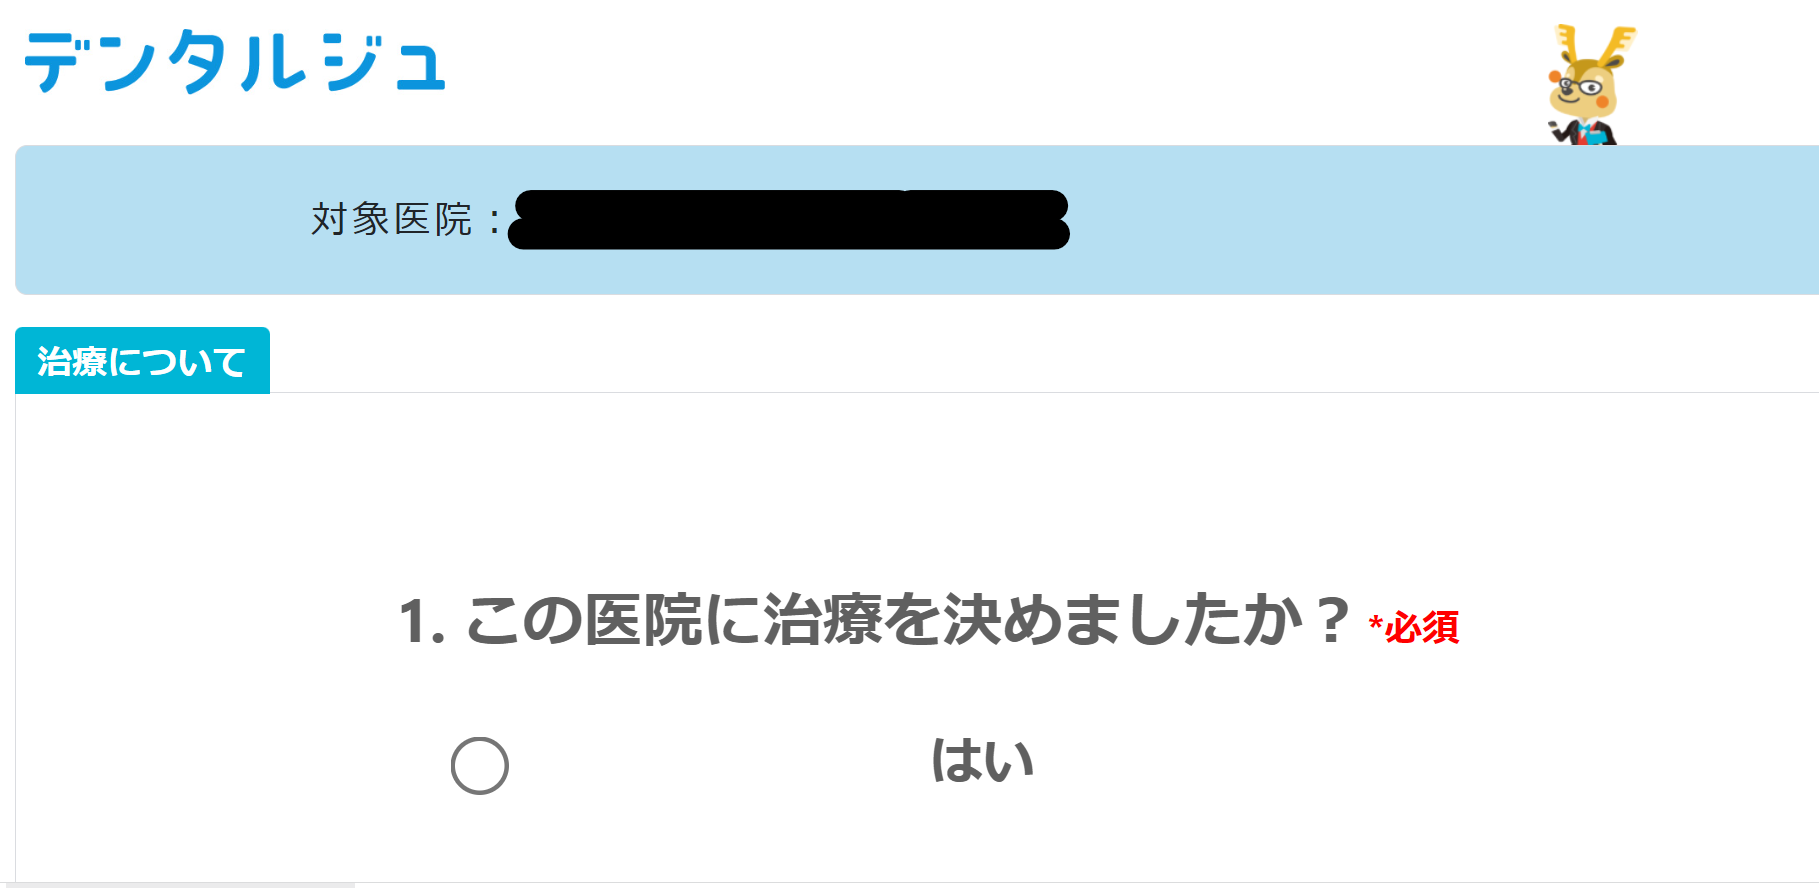 デンタルジュ
対象医院：
治療について
1. この医院に治療を決めましたか？ *必須
はい